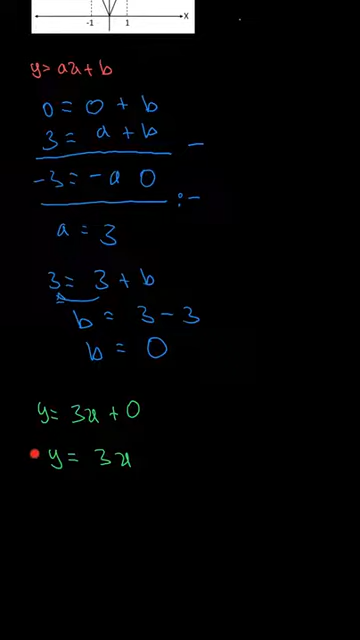 -1 1 x
y = ax + b
0 = 0 + b
3 = a + b
-
-3 = -a 0
:-
a = 3
3 = 3 + b
b = 3 - 3
b = 0
y = 3x + 0
y = 3x